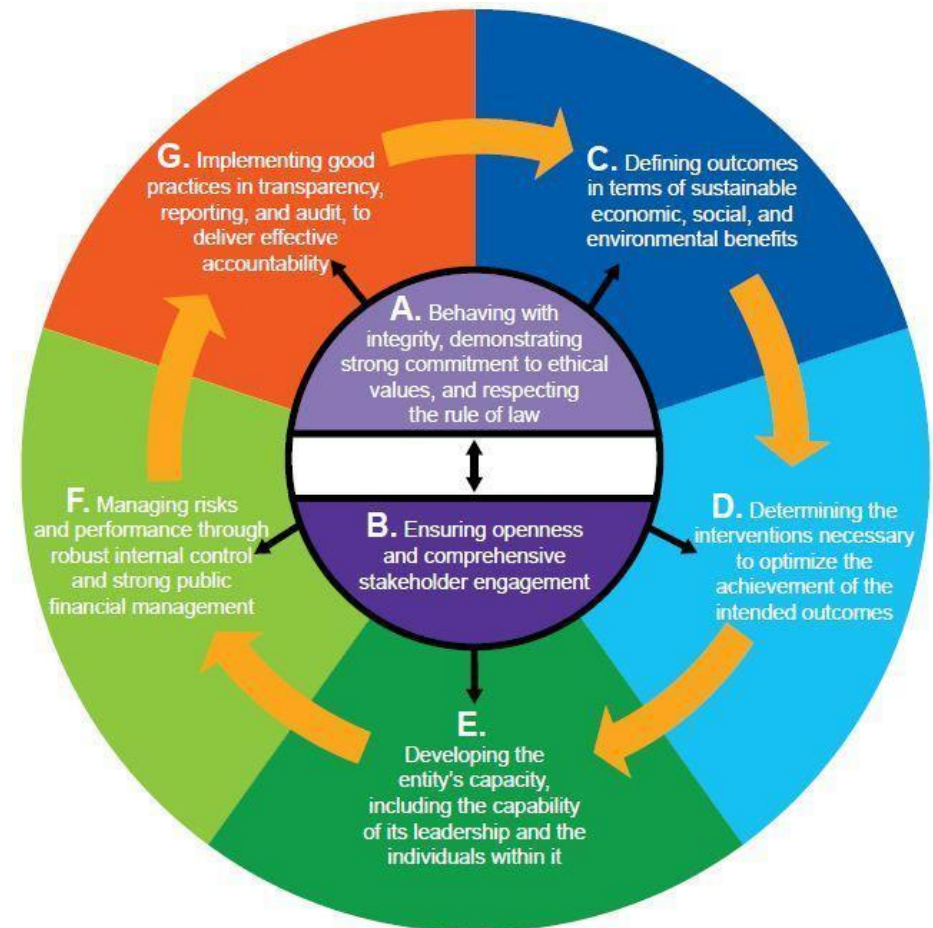 A. Behaving with
integrity, demonstrating
strong commitment to ethical
values, and respecting
the rule of law
B. Ensuring openness
and comprehensive
stakeholder engagement
C. Defining outcomes
in terms of sustainable
economic, social, and
environmental benefits
D. Determining the
interventions necessary
to optimize the
achievement of the
intended outcomes
E.
Developing the
entity's capacity,
including the capability
of its leadership and the
individuals within it
F. Managing risks
and performance through
robust internal control
and strong public
financial management
G. Implementing good
practices in transparency,
reporting, and audit, to
deliver effective
accountability